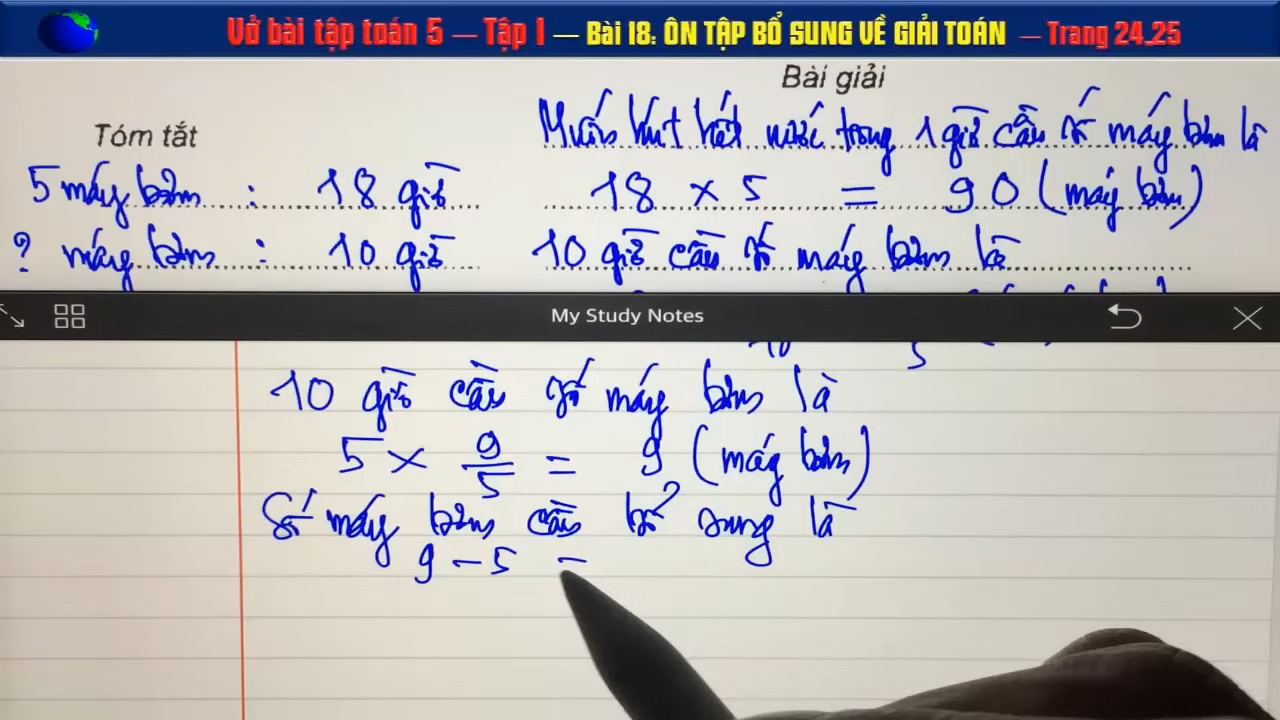 Vở bài tập toán 5 — Tập 1 — Bài 18: ÔN TẬP BỔ SUNG VỀ GIẢI TOÁN — Trang 24_25
Bài giải
Tóm tắt
Muốn hút hết nước trong 1 giờ cần số máy bơm là
5 máy bơm : 18 giờ
18 × 5 = 90 (máy bơm)
? máy bơm : 10 giờ
10 giờ cần số máy bơm là
My Study Notes
10 giờ cần số máy bơm là
5 × 9/5 = 9 (máy bơm)
Số máy bơm cần bổ sung là
9 – 5 =